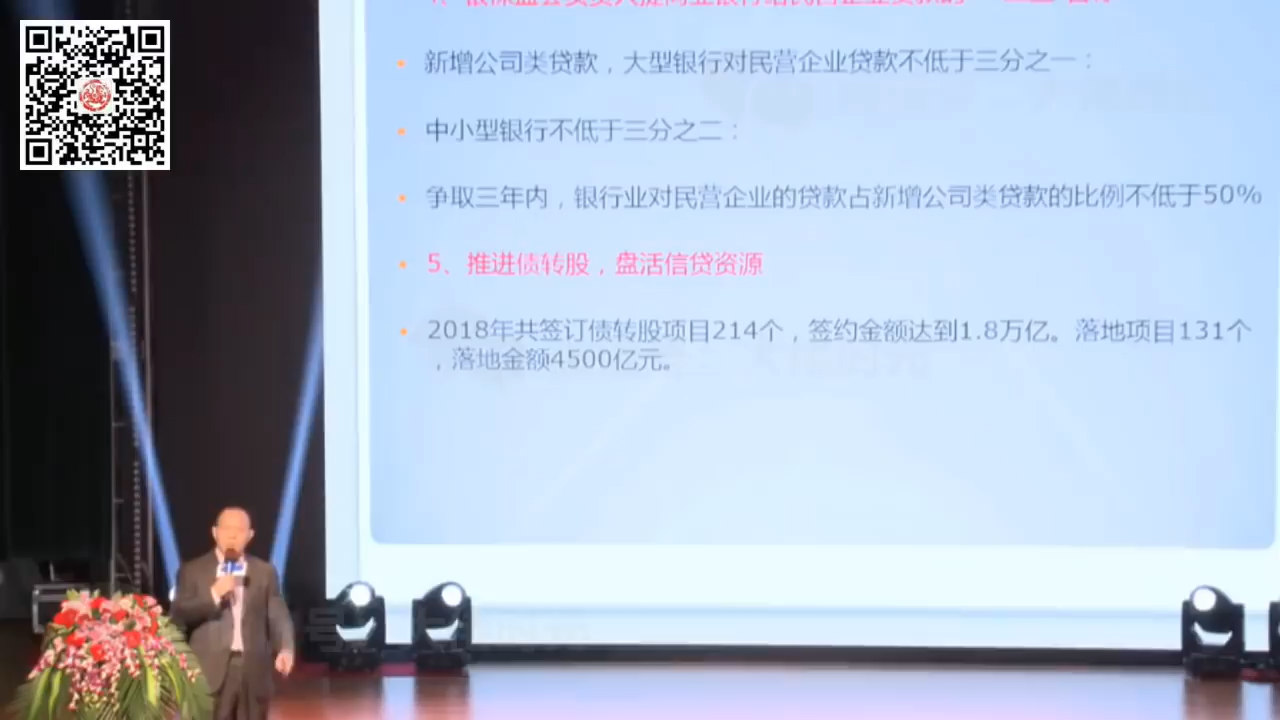 新增公司类贷款，大型银行对民营企业贷款不低于三分之一：
中小型银行不低于三分之二：
争取三年内，银行业对民营企业的贷款占新增公司类贷款的比例不低于50%
5、推进债转股，盘活信贷资源
2018年共签订债转股项目214个，签约金额达到1.8万亿。落地项目131个
，落地金额4500亿元。